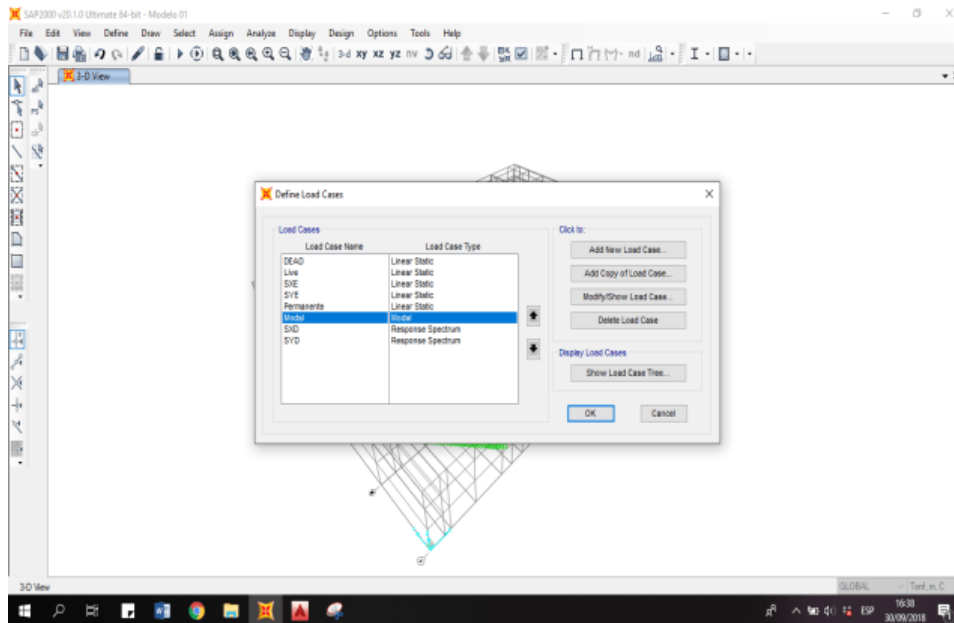 SAP2000 v20.1.0 Ultimate 64-bit - Modelo 01
File Edit View Define Draw Select Assign Analyze Display Design Options Tools Help
3-d xy xz yz nv nd
3-D View
Define Load Cases
Load Cases
Click to:
Load Case Name Load Case Type
DEAD Linear Static
Live Linear Static
SXE Linear Static
SYE Linear Static
Permanente Linear Static
Modal Modal
SXD Response Spectrum
SYD Response Spectrum
Add New Load Case...
Add Copy of Load Case...
Modify/Show Load Case...
Delete Load Case
Display Load Cases
Show Load Case Tree...
OK Cancel
3-D View GLOBAL Tonf, m, C
ESP 16:38
30/09/2018